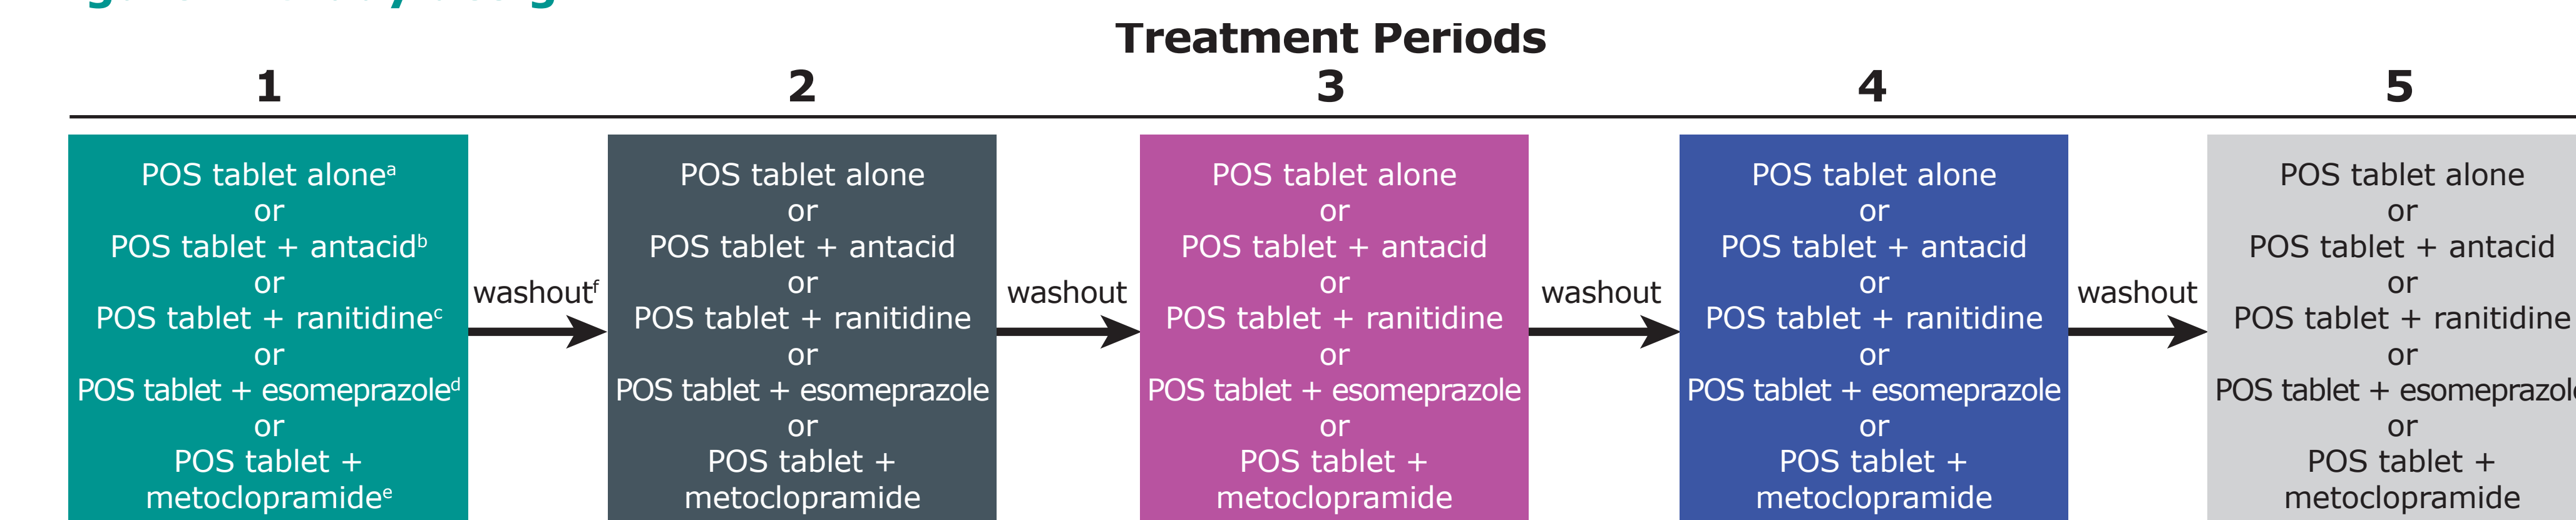 Treatment Periods
1 2 3 4 5
POS tablet aloneᵃ
or
POS tablet + antacidᵇ
or
POS tablet + ranitidineᶜ
or
POS tablet + esomeprazoleᵈ
or
POS tablet +
metoclopramideᵉ
washoutᶠ
POS tablet alone
or
POS tablet + antacid
or
POS tablet + ranitidine
or
POS tablet + esomeprazole
or
POS tablet +
metoclopramide
washout
POS tablet alone
or
POS tablet + antacid
or
POS tablet + ranitidine
or
POS tablet + esomeprazole
or
POS tablet +
metoclopramide
washout
POS tablet alone
or
POS tablet + antacid
or
POS tablet + ranitidine
or
POS tablet + esomeprazole
or
POS tablet +
metoclopramide
washout
POS tablet alone
or
POS tablet + antacid
or
POS tablet + ranitidine
or
POS tablet + esomeprazole
or
POS tablet +
metoclopramide